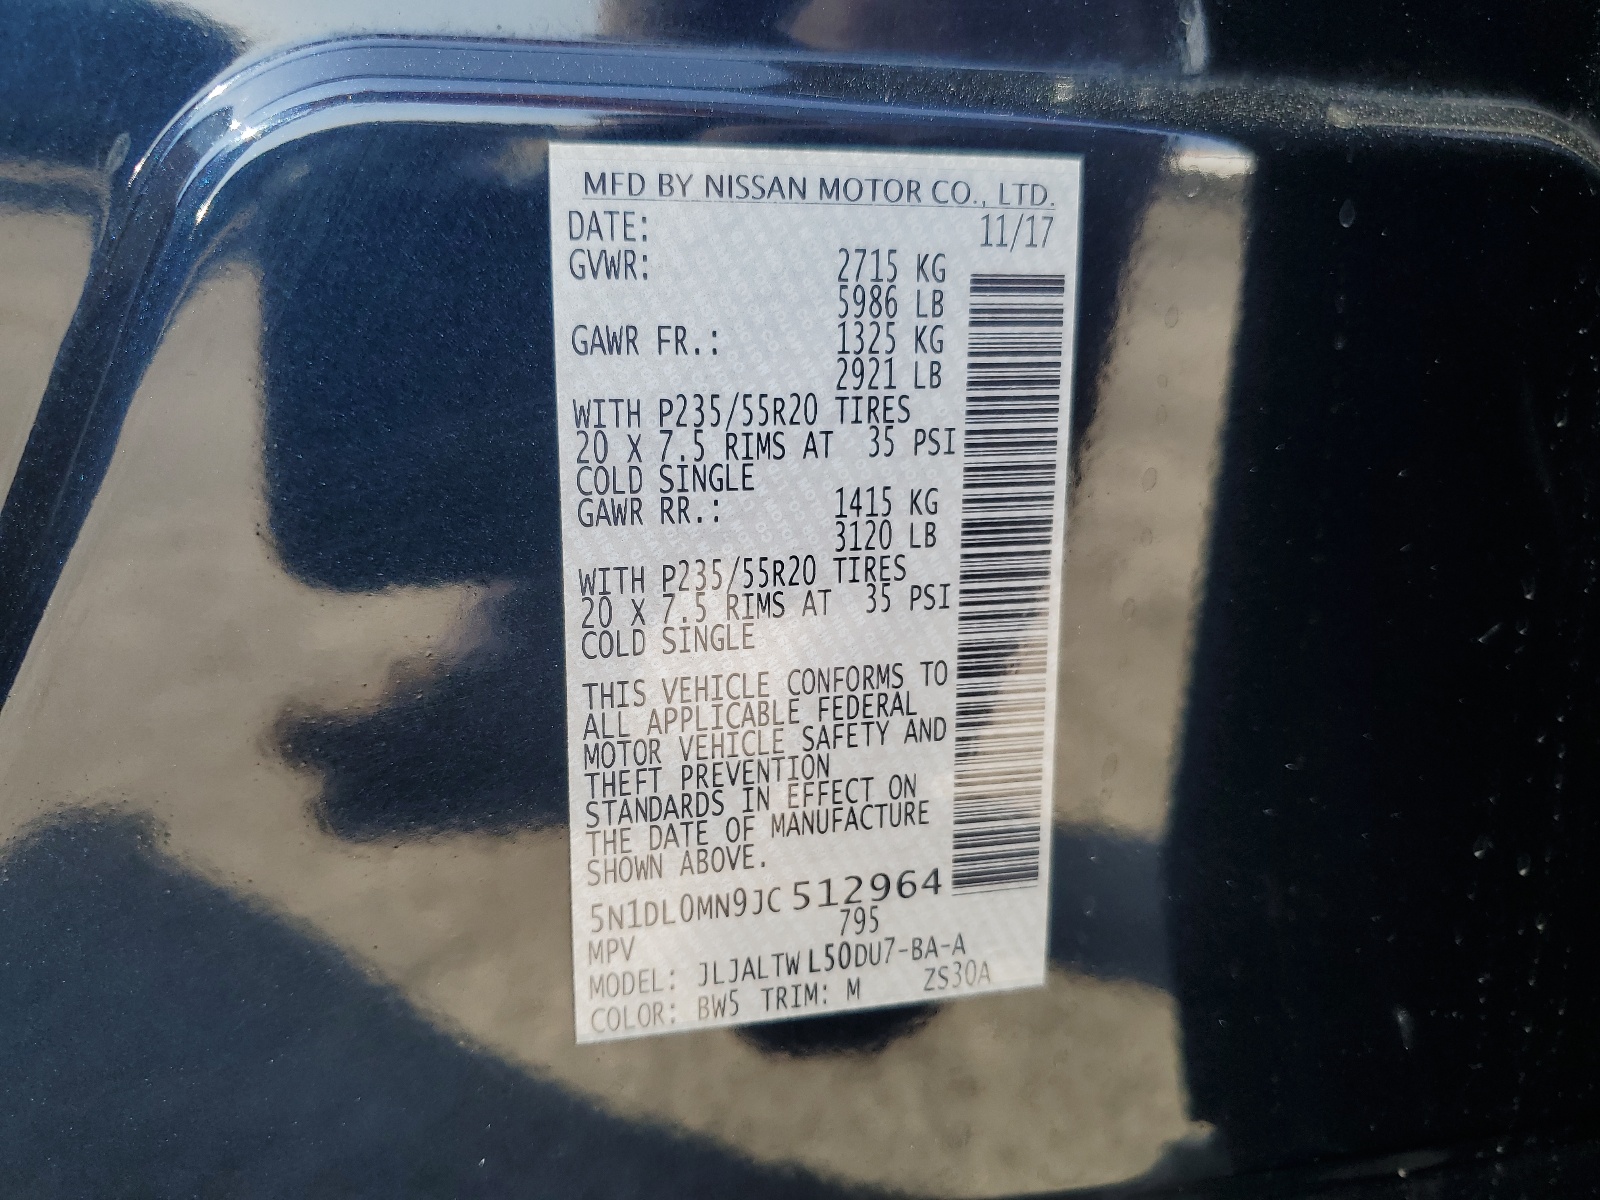 MFD BY NISSAN MOTOR CO., LTD.
DATE: 11/17
GVWR: 2715 KG
5986 LB
GAWR FR.: 1325 KG
2921 LB
WITH P235/55R20 TIRES
20 X 7.5 RIMS AT 35 PSI
COLD SINGLE
GAWR RR.: 1415 KG
3120 LB
WITH P235/55R20 TIRES
20 X 7.5 RIMS AT 35 PSI
COLD SINGLE
THIS VEHICLE CONFORMS TO
ALL APPLICABLE FEDERAL
MOTOR VEHICLE SAFETY AND
THEFT PREVENTION
STANDARDS IN EFFECT ON
THE DATE OF MANUFACTURE
SHOWN ABOVE.
5N1DL0MN9JC512964
795
MPV
MODEL: JLJALTWL50DU7-BA-A
COLOR: BW5 TRIM: M ZS30A